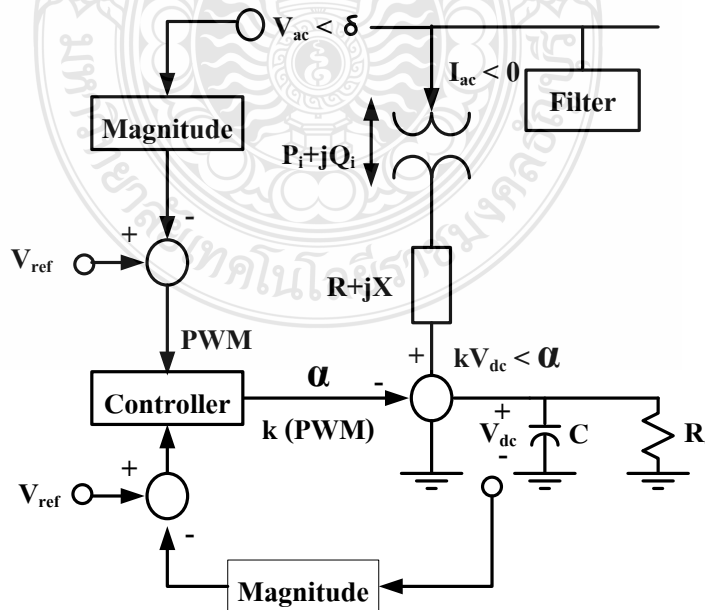 V_ac < δ
I_ac < 0
Filter
Magnitude
P_i+jQ_i
-
+
V_ref
R+jX
PWM
+
kV_dc < α
α
-
Controller
k (PWM)
+
V_dc
C
R
-
+
V_ref
-
Magnitude